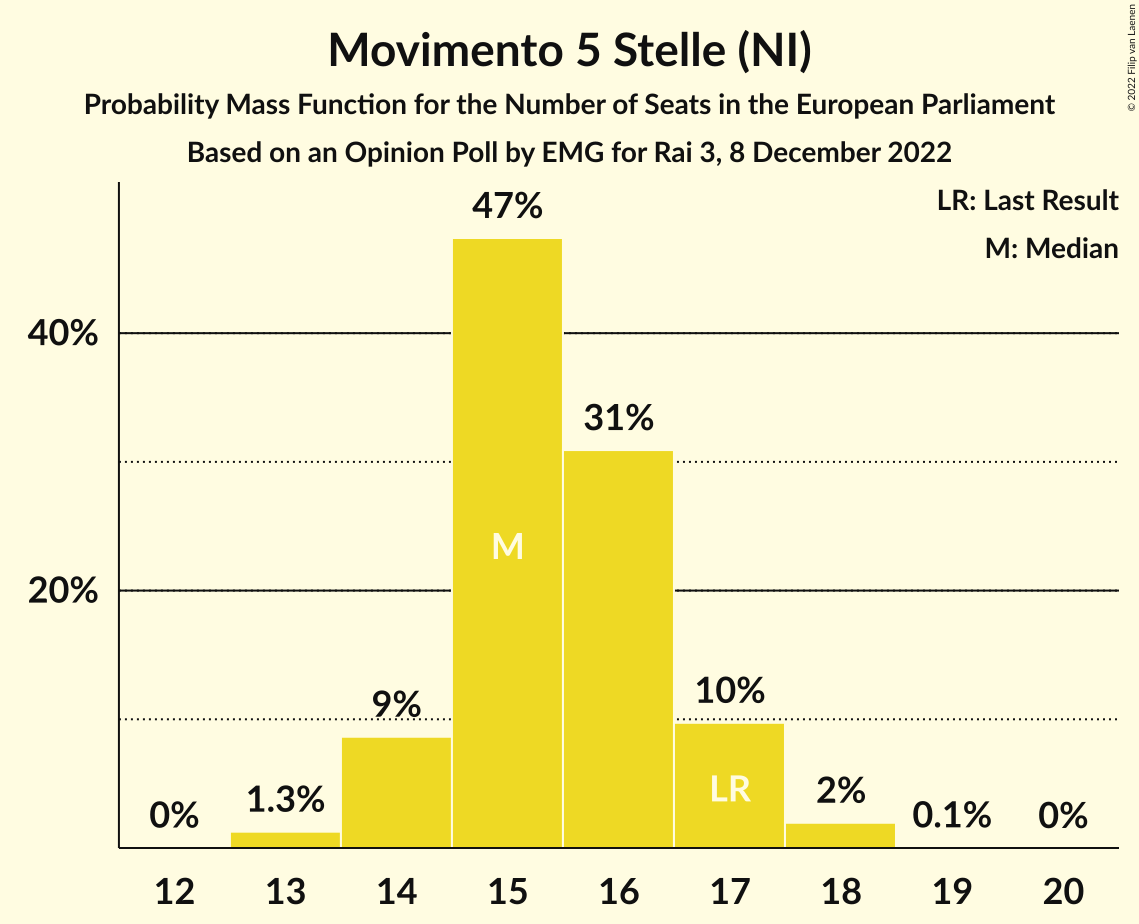 Movimento 5 Stelle (NI)
Probability Mass Function for the Number of Seats in the European Parliament
Based on an Opinion Poll by EMG for Rai 3, 8 December 2022
© 2022 Filip van Laenen
LR: Last Result
M: Median
47%
40%
31%
M
20%
10%
9%
LR
2%
1.3%
0%
0.1%
0%
12 13 14 15 16 17 18 19 20